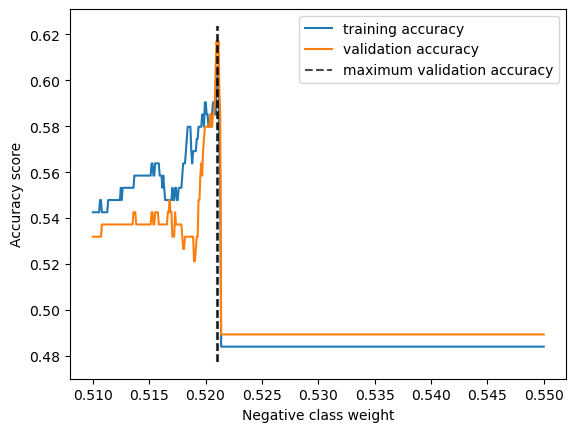 training accuracy
validation accuracy
maximum validation accuracy
0.62
0.60
0.58
0.56
0.54
0.52
0.50
0.48
Accuracy score
0.510 0.515 0.520 0.525 0.530 0.535 0.540 0.545 0.550
Negative class weight